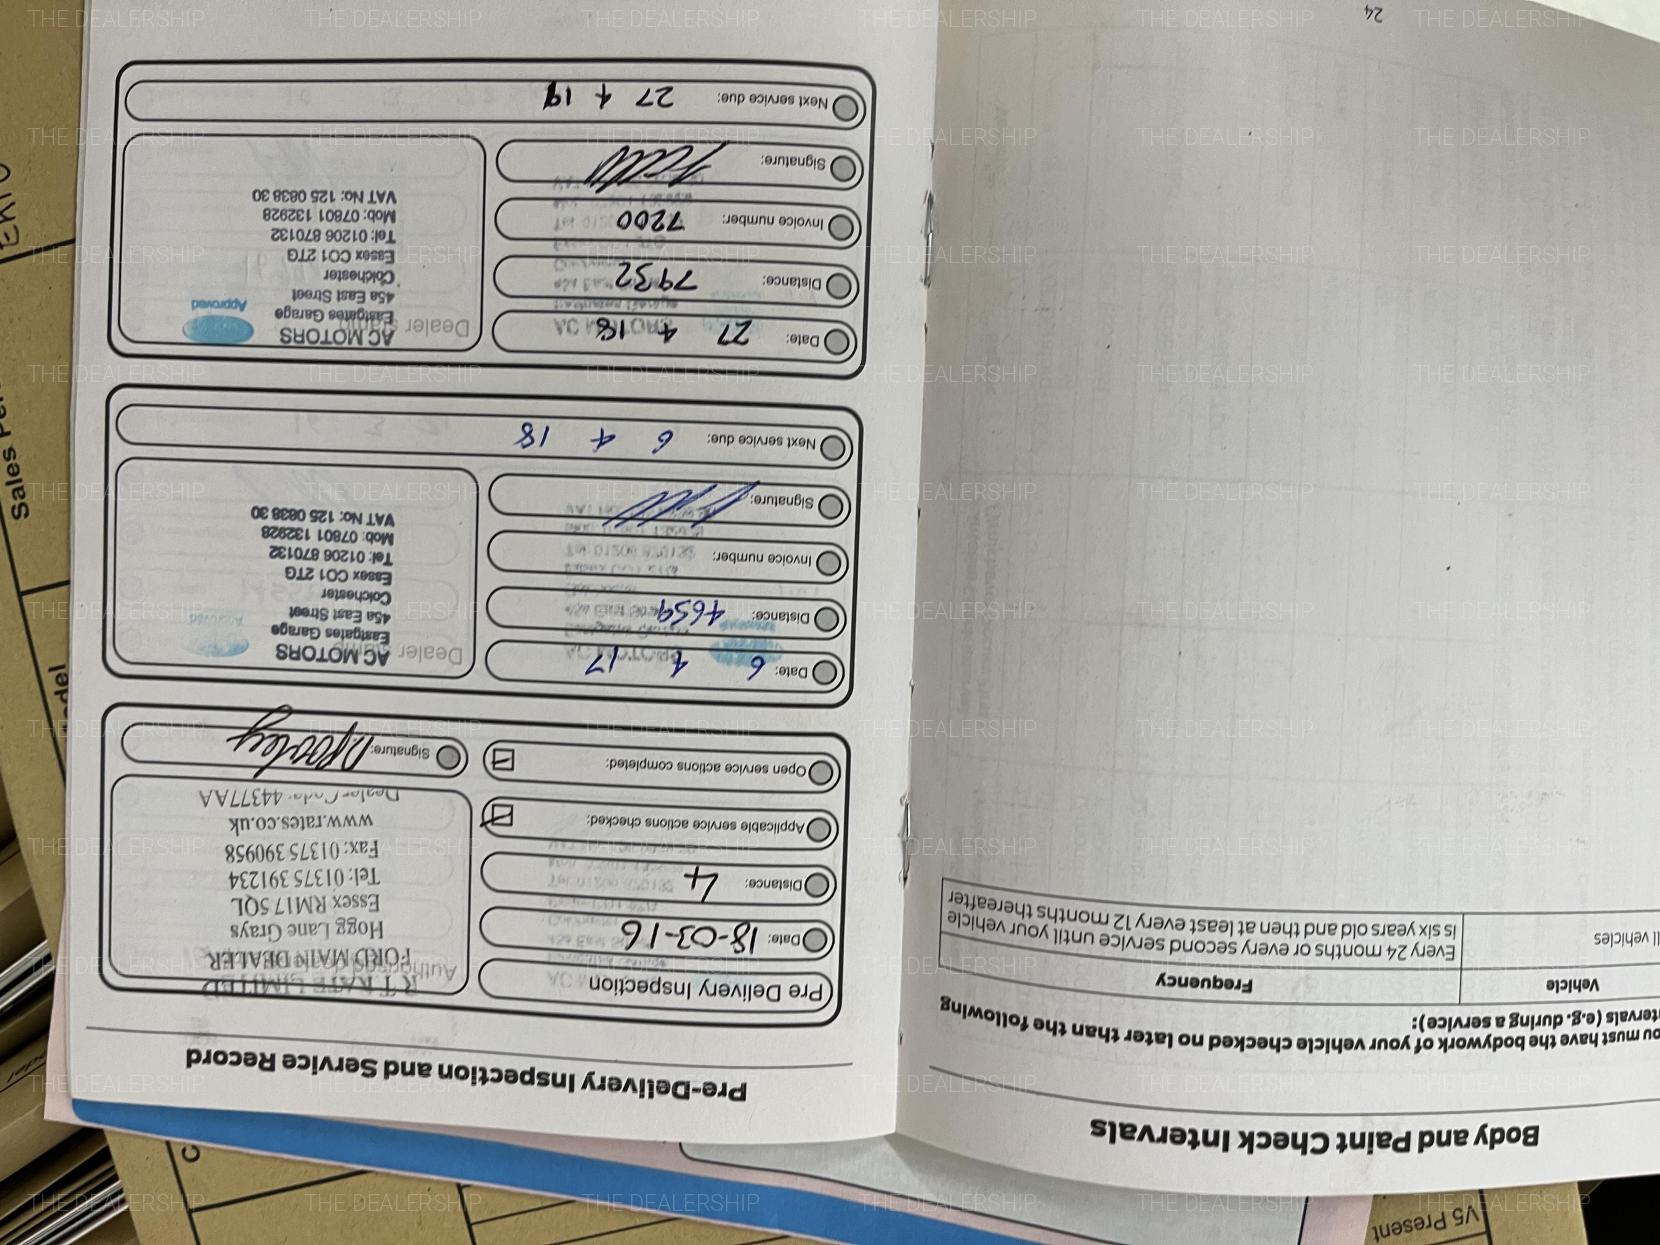 Pre-Delivery Inspection and Service Record
Pre Delivery Inspection
Date: 18-03-16
Distance: 4
Applicable service actions checked:
Open service actions completed:
R T RATE LIMITED
FORD MAIN DEALER
Hogg Lane Grays
Essex RM17 5QL
Tel: 01375 391234
Fax: 01375 390958
www.rates.co.uk
Dealer Code: 44377AA
Signature:
Date: 6 4 17
Distance: 4659
Invoice number:
Signature:
Dealer stamp
AC MOTORS
Eastgates Garage
45a East Street
Colchester
Essex CO1 2TG
Tel: 01206 870132
Mob: 07801 132928
VAT No: 125 0838 30
Approved
Next service due: 6 4 18
Date: 27 4 18
Distance: 7932
Invoice number: 7200
Signature:
Dealer stamp
AC MOTORS
Eastgates Garage
45a East Street
Colchester
Essex CO1 2TG
Tel: 01206 870132
Mob: 07801 132928
VAT No: 125 0838 30
Approved
Next service due: 27 4 19
Body and Paint Check Intervals
ou must have the bodywork of your vehicle checked no later than the following
ntervals (e.g. during a service):
Vehicle Frequency
ll vehicles
Every 24 months or every second service until your vehicle
is six years old and then at least every 12 months thereafter
24
V5 Present
Sales Per
THE DEALERSHIP